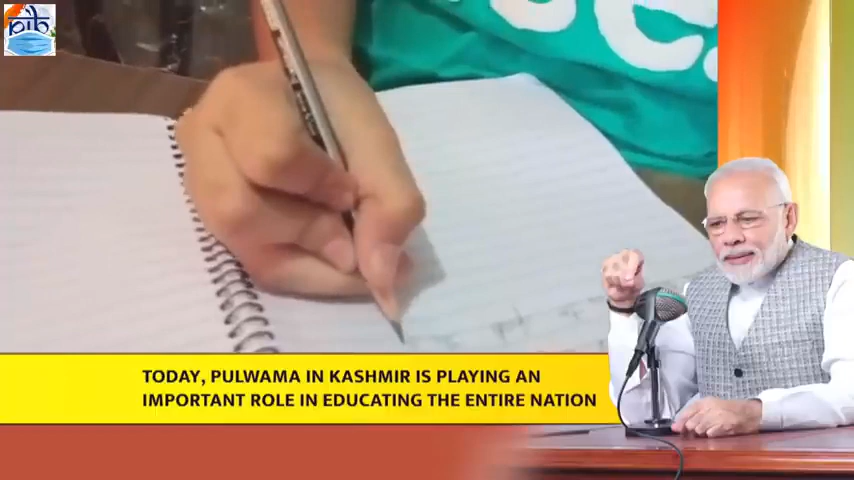 pib
TODAY, PULWAMA IN KASHMIR IS PLAYING AN
IMPORTANT ROLE IN EDUCATING THE ENTIRE NATION